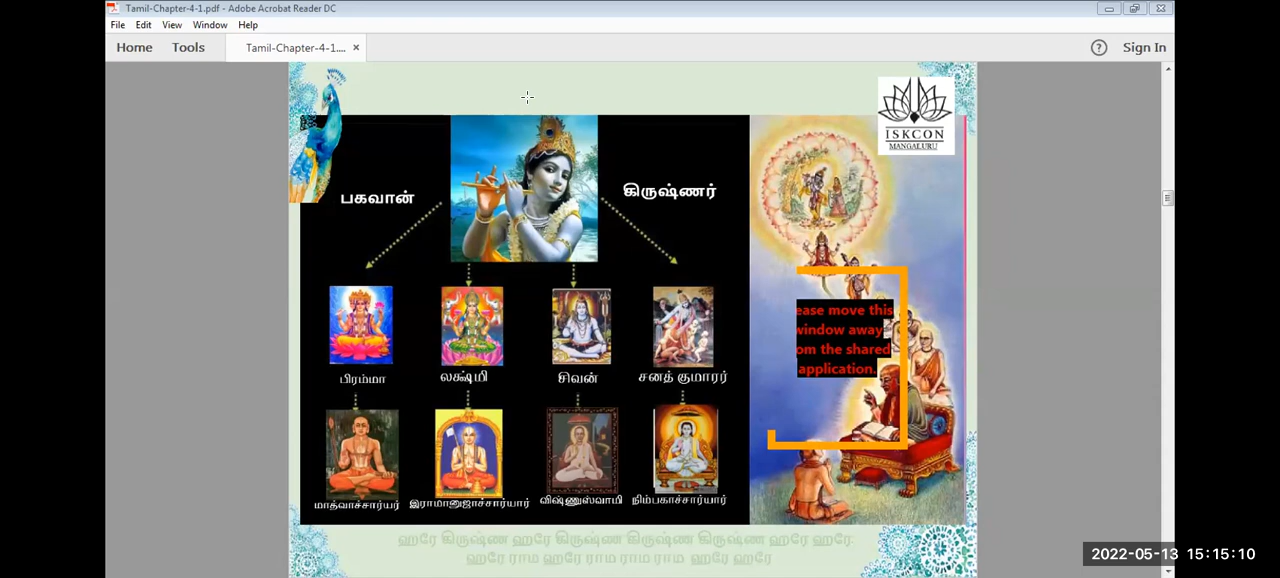 Tamil-Chapter-4-1.pdf - Adobe Acrobat Reader DC
File Edit View Window Help
Home Tools Tamil-Chapter-4-1.... × ? Sign In
ISKCON
MANGALURU
பகவான் கிருஷ்ணர்
ease move this
window away
om the shared
application.
பிரம்மா லக்ஷ்மி சிவன் சனத் குமாரர்
மாத்வாச்சார்யர் இராமானுஜாச்சார்யார் விஷ்ணுஸ்வாமி நிம்பகாச்சார்யார்
ஹரே கிருஷ்ண ஹரே கிருஷ்ண கிருஷ்ண கிருஷ்ண ஹரே ஹரே
ஹரே ராம ஹரே ராம ராம ராம ஹரே ஹரே
2022-05-13 15:15:10